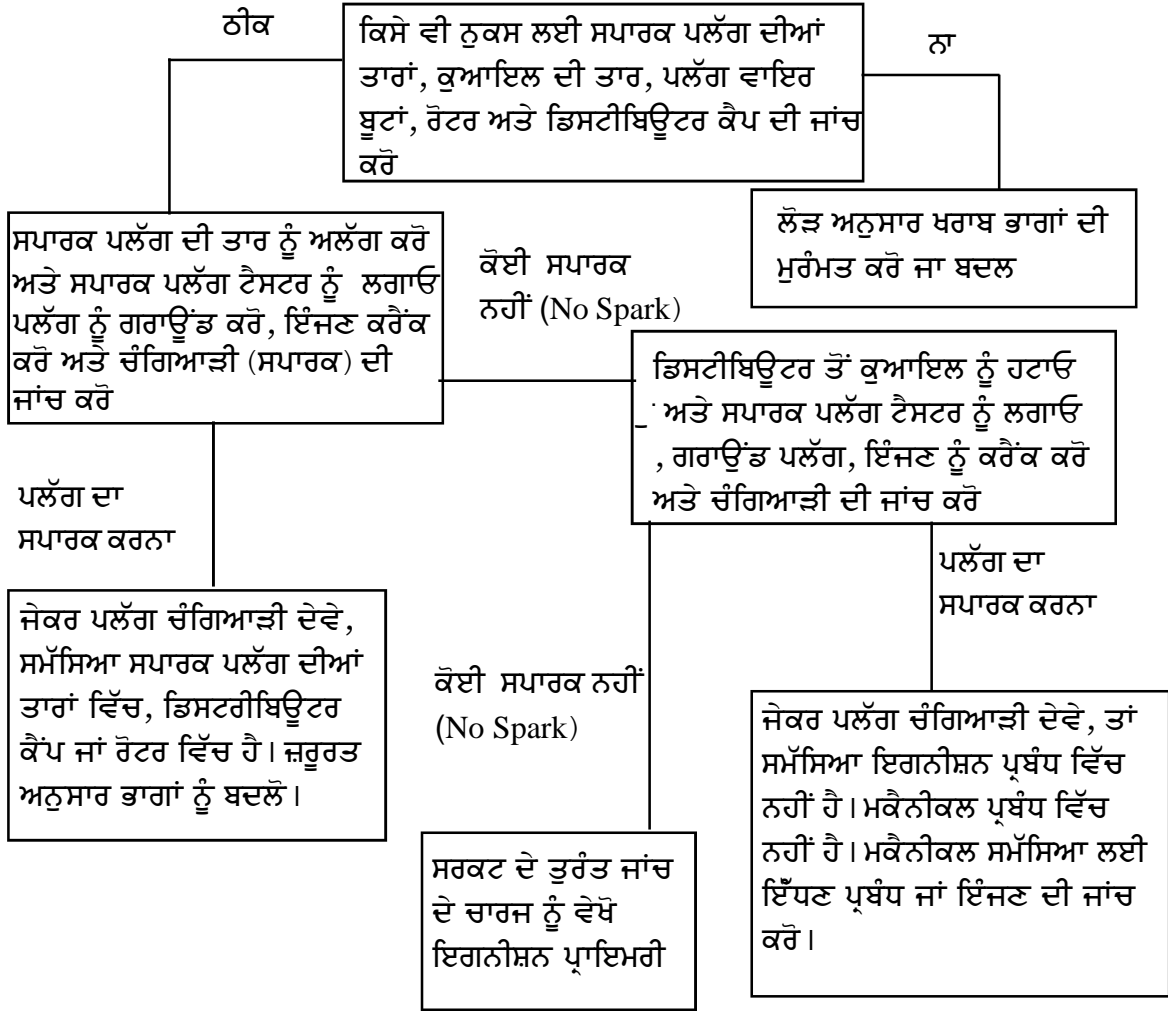 ਠੀਕ
ਕਿਸੇ ਵੀ ਨੁਕਸ ਲਈ ਸਪਾਰਕ ਪਲੱਗ ਦੀਆਂ
ਤਾਰਾਂ, ਕੁਆਇਲ ਦੀ ਤਾਰ, ਪਲੱਗ ਵਾਇਰ
ਬੂਟਾਂ, ਰੋਟਰ ਅਤੇ ਡਿਸਟੀਬਿਊਟਰ ਕੈਪ ਦੀ ਜਾਂਚ
ਕਰੋ
ਨਾ
ਸਪਾਰਕ ਪਲੱਗ ਦੀ ਤਾਰ ਨੂੰ ਅਲੱਗ ਕਰੋ
ਅਤੇ ਸਪਾਰਕ ਪਲੱਗ ਟੈਸਟਰ ਨੂੰ ਲਗਾਓ
ਪਲੱਗ ਨੂੰ ਗਰਾਊਂਡ ਕਰੋ, ਇੰਜਣ ਕਰੈਂਕ
ਕਰੋ ਅਤੇ ਚੰਗਿਆੜੀ (ਸਪਾਰਕ) ਦੀ
ਜਾਂਚ ਕਰੋ
ਕੋਈ ਸਪਾਰਕ
ਨਹੀਂ (No Spark)
ਲੋੜ ਅਨੁਸਾਰ ਖਰਾਬ ਭਾਗਾਂ ਦੀ
ਮੁਰੰਮਤ ਕਰੋ ਜਾ ਬਦਲ
ਡਿਸਟੀਬਿਊਟਰ ਤੋਂ ਕੁਆਇਲ ਨੂੰ ਹਟਾਓ
ਅਤੇ ਸਪਾਰਕ ਪਲੱਗ ਟੈਸਟਰ ਨੂੰ ਲਗਾਓ
, ਗਰਾਉਂਡ ਪਲੱਗ, ਇੰਜਣ ਨੂੰ ਕਰੈਂਕ ਕਰੋ
ਅਤੇ ਚੰਗਿਆੜੀ ਦੀ ਜਾਂਚ ਕਰੋ
ਪਲੱਗ ਦਾ
ਸਪਾਰਕ ਕਰਨਾ
ਪਲੱਗ ਦਾ
ਸਪਾਰਕ ਕਰਨਾ
ਜੇਕਰ ਪਲੱਗ ਚੰਗਿਆੜੀ ਦੇਵੇ,
ਸਮੱਸਿਆ ਸਪਾਰਕ ਪਲੱਗ ਦੀਆਂ
ਤਾਰਾਂ ਵਿੱਚ, ਡਿਸਟਰੀਬਿਊਟਰ
ਕੈਂਪ ਜਾਂ ਰੋਟਰ ਵਿੱਚ ਹੈ। ਜ਼ਰੂਰਤ
ਅਨੁਸਾਰ ਭਾਗਾਂ ਨੂੰ ਬਦਲੋ।
ਕੋਈ ਸਪਾਰਕ ਨਹੀਂ
(No Spark)
ਸਰਕਟ ਦੇ ਤੁਰੰਤ ਜਾਂਚ
ਦੇ ਚਾਰਜ ਨੂੰ ਵੇਖੋ
ਇਗਨੀਸ਼ਨ ਪ੍ਰਾਇਮਰੀ
ਜੇਕਰ ਪਲੱਗ ਚੰਗਿਆੜੀ ਦੇਵੇ, ਤਾਂ
ਸਮੱਸਿਆ ਇਗਨੀਸ਼ਨ ਪ੍ਰਬੰਧ ਵਿੱਚ
ਨਹੀਂ ਹੈ। ਮਕੈਨੀਕਲ ਪ੍ਰਬੰਧ ਵਿੱਚ
ਨਹੀਂ ਹੈ। ਮਕੈਨੀਕਲ ਸਮੱਸਿਆ ਲਈ
ਇੱੰਧਣ ਪ੍ਰਬੰਧ ਜਾਂ ਇੰਜਣ ਦੀ ਜਾਂਚ
ਕਰੋ।